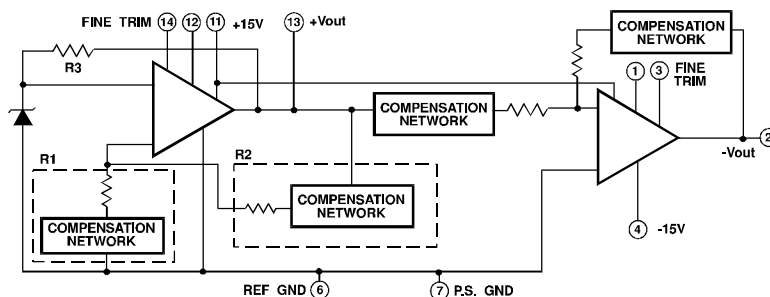 FINE TRIM 14 12 11 +15V 13 +Vout
COMPENSATION
NETWORK
R3
1 3 FINE
TRIM
COMPENSATION
NETWORK
R1
R2
-Vout 2
COMPENSATION
NETWORK
COMPENSATION
NETWORK
4 -15V
REF GND 6 7 P.S. GND